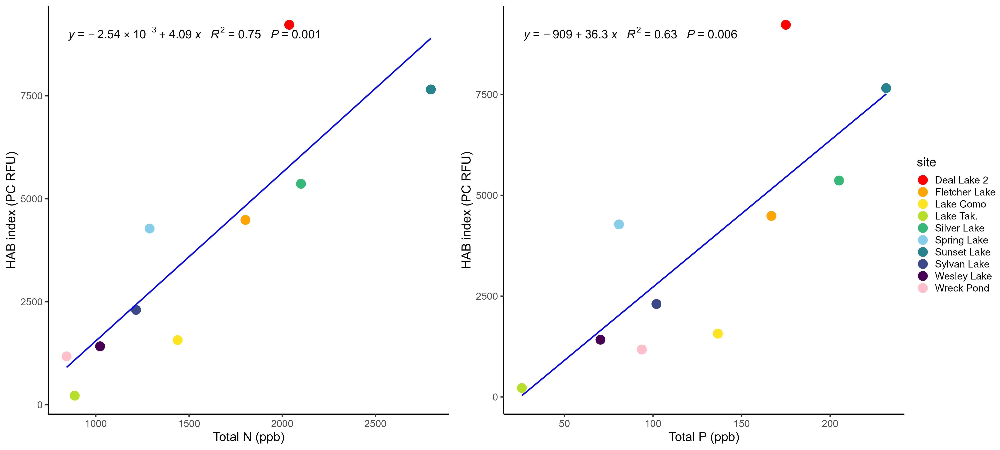 y = − 2.54 × 10⁺³ + 4.09 x R² = 0.75 P = 0.001
HAB index (PC RFU)
7500
5000
2500
0
1000 1500 2000 2500
Total N (ppb)
y = − 909 + 36.3 x R² = 0.63 P = 0.006
HAB index (PC RFU)
7500
5000
2500
0
50 100 150 200
Total P (ppb)
site
Deal Lake 2
Fletcher Lake
Lake Como
Lake Tak.
Silver Lake
Spring Lake
Sunset Lake
Sylvan Lake
Wesley Lake
Wreck Pond